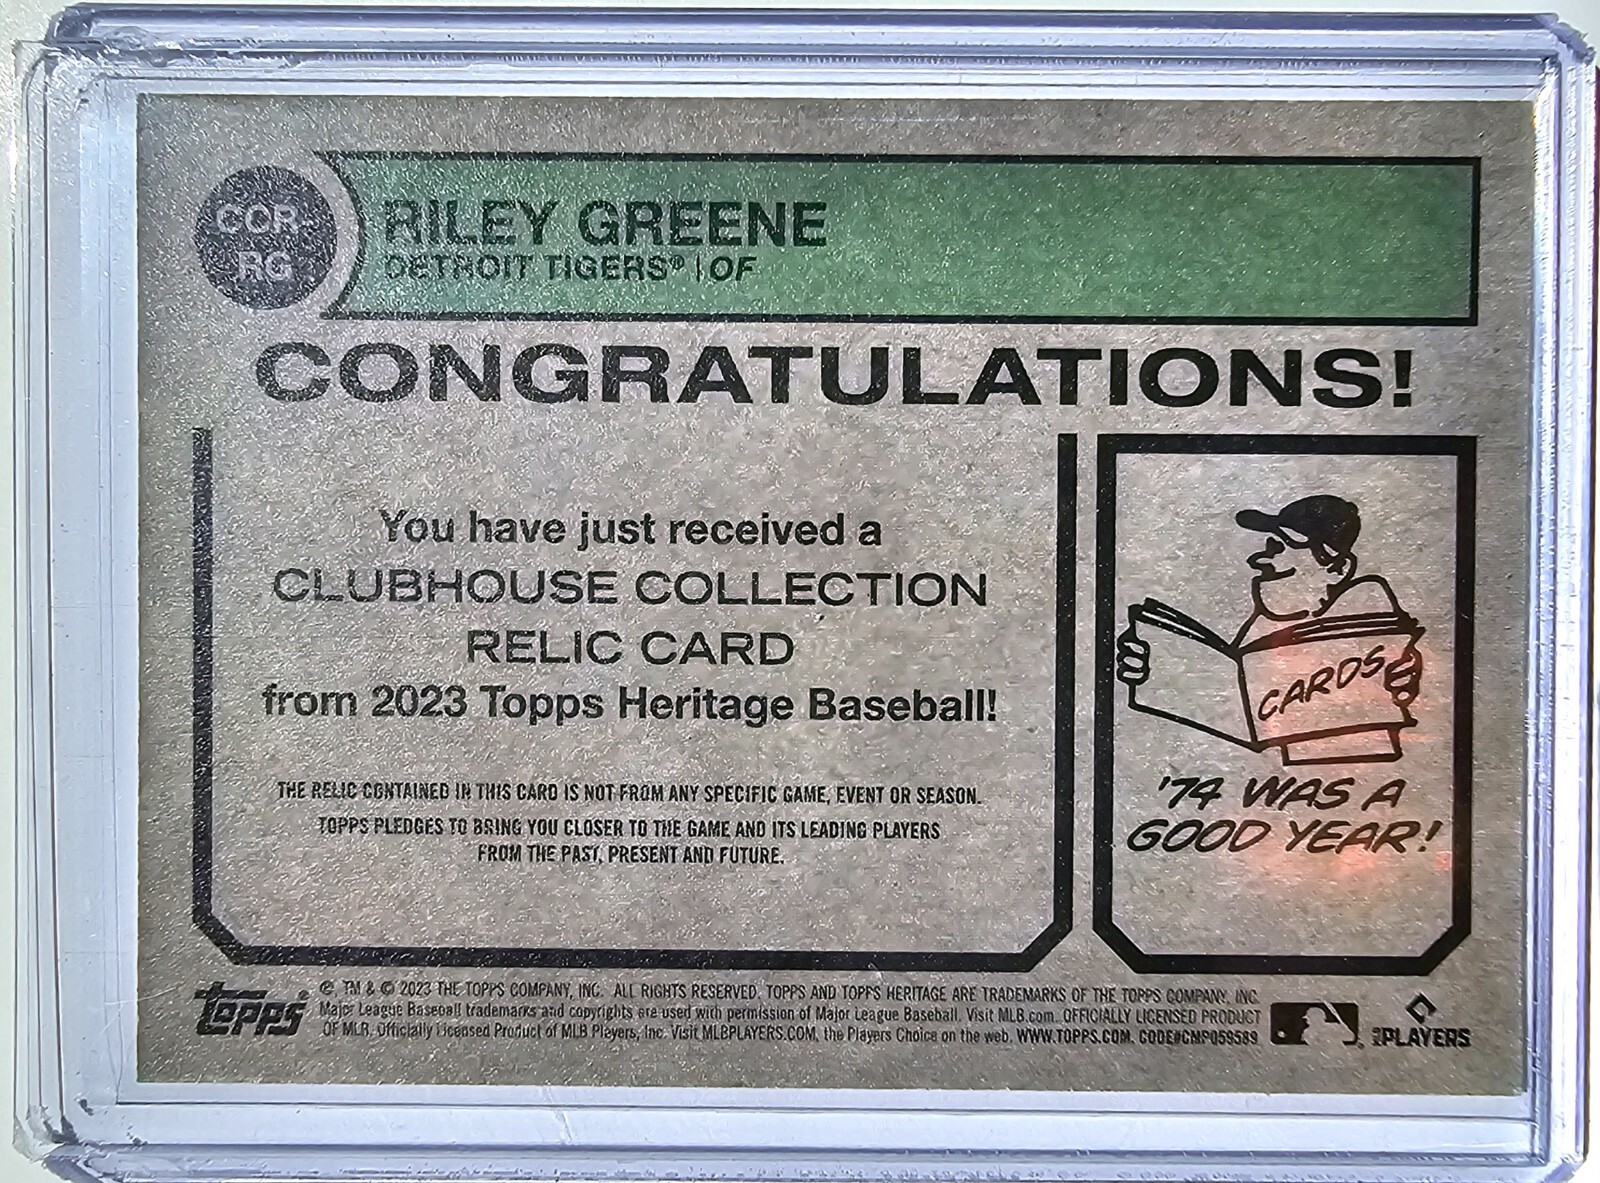 COR-
RG
RILEY GREENE
DETROIT TIGERS® | OF
CONGRATULATIONS!
You have just received a
CLUBHOUSE COLLECTION
RELIC CARD
from 2023 Topps Heritage Baseball!
THE RELIC CONTAINED IN THIS CARD IS NOT FROM ANY SPECIFIC GAME, EVENT OR SEASON.
TOPPS PLEDGES TO BRING YOU CLOSER TO THE GAME AND ITS LEADING PLAYERS
FROM THE PAST, PRESENT AND FUTURE.
CARDS
'74 WAS A
GOOD YEAR!
TOPPS
®, TM & © 2023 THE TOPPS COMPANY, INC. ALL RIGHTS RESERVED. TOPPS AND TOPPS HERITAGE ARE TRADEMARKS OF THE TOPPS COMPANY, INC.
Major League Baseball trademarks and copyrights are used with permission of Major League Baseball. Visit MLB.com. OFFICIALLY LICENSED PRODUCT
OF MLB. Officially Licensed Product of MLB Players, Inc. Visit MLBPLAYERS.COM, the Players Choice on the web. WWW.TOPPS.COM. CODE#CMP059589
PLAYERS